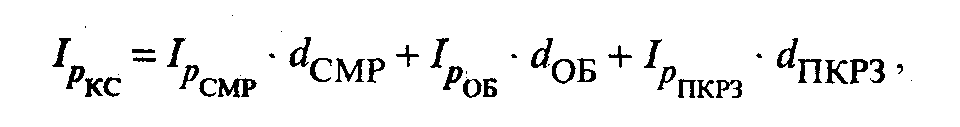 I_{p_{КС}} = I_{p_{СМР}} · d_{СМР} + I_{p_{ОБ}} · d_{ОБ} + I_{p_{ПКРЗ}} · d_{ПКРЗ},